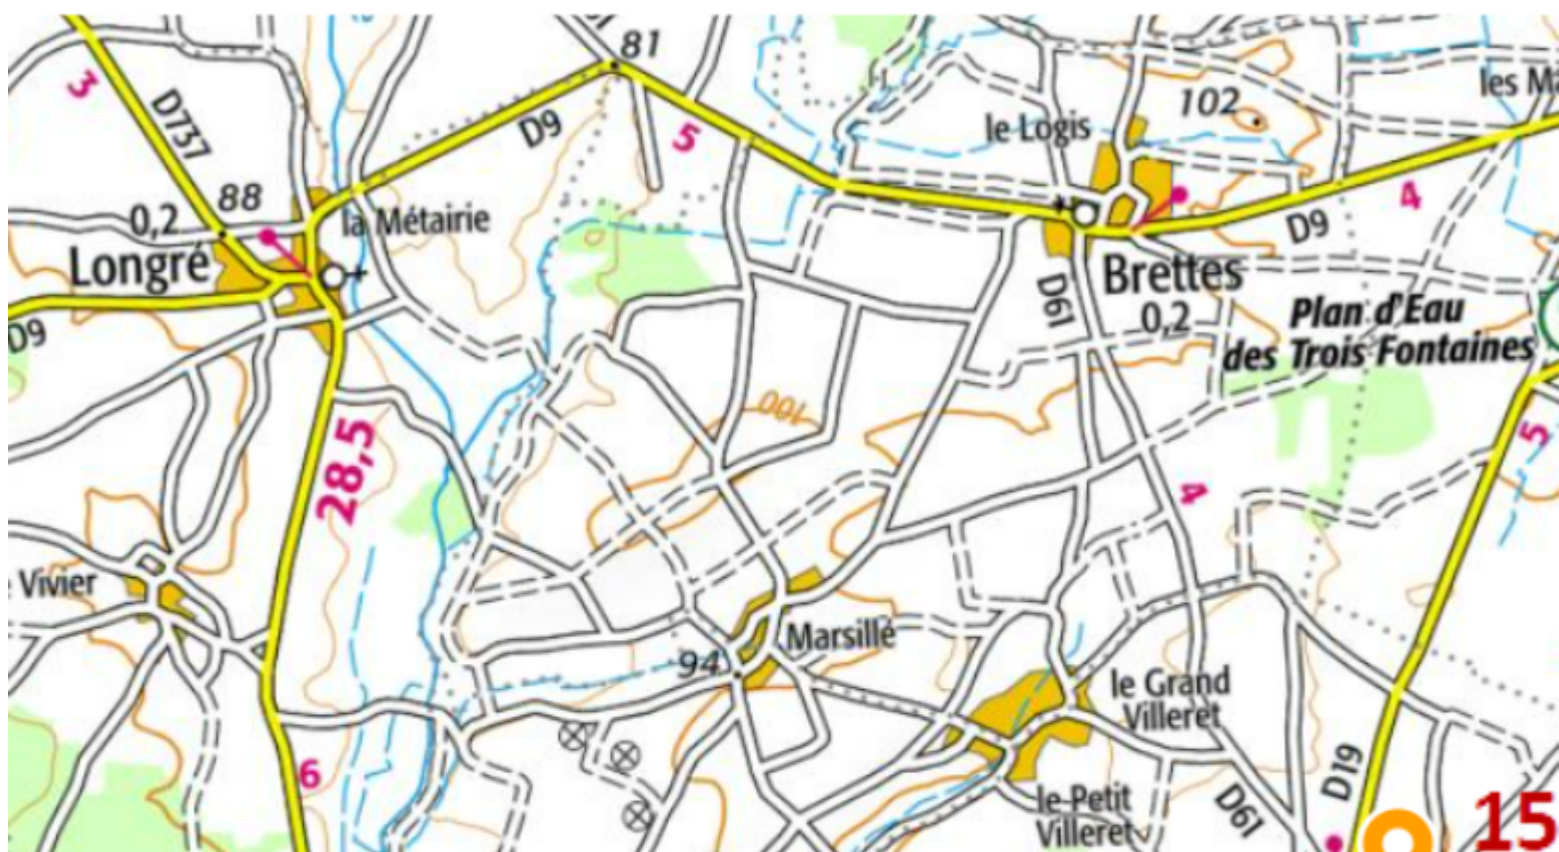 81
3
D737
D9
5
le Logis
102
les Ma
4
88
0,2
la Métairie
Longré
D9
Brettes
0,2
D61
D9
Plan d'Eau
des Trois Fontaines
100
28,5
5
4
Vivier
Marsillé
94
le Grand
Villeret
6
le Petit
Villeret
D61
D19
15